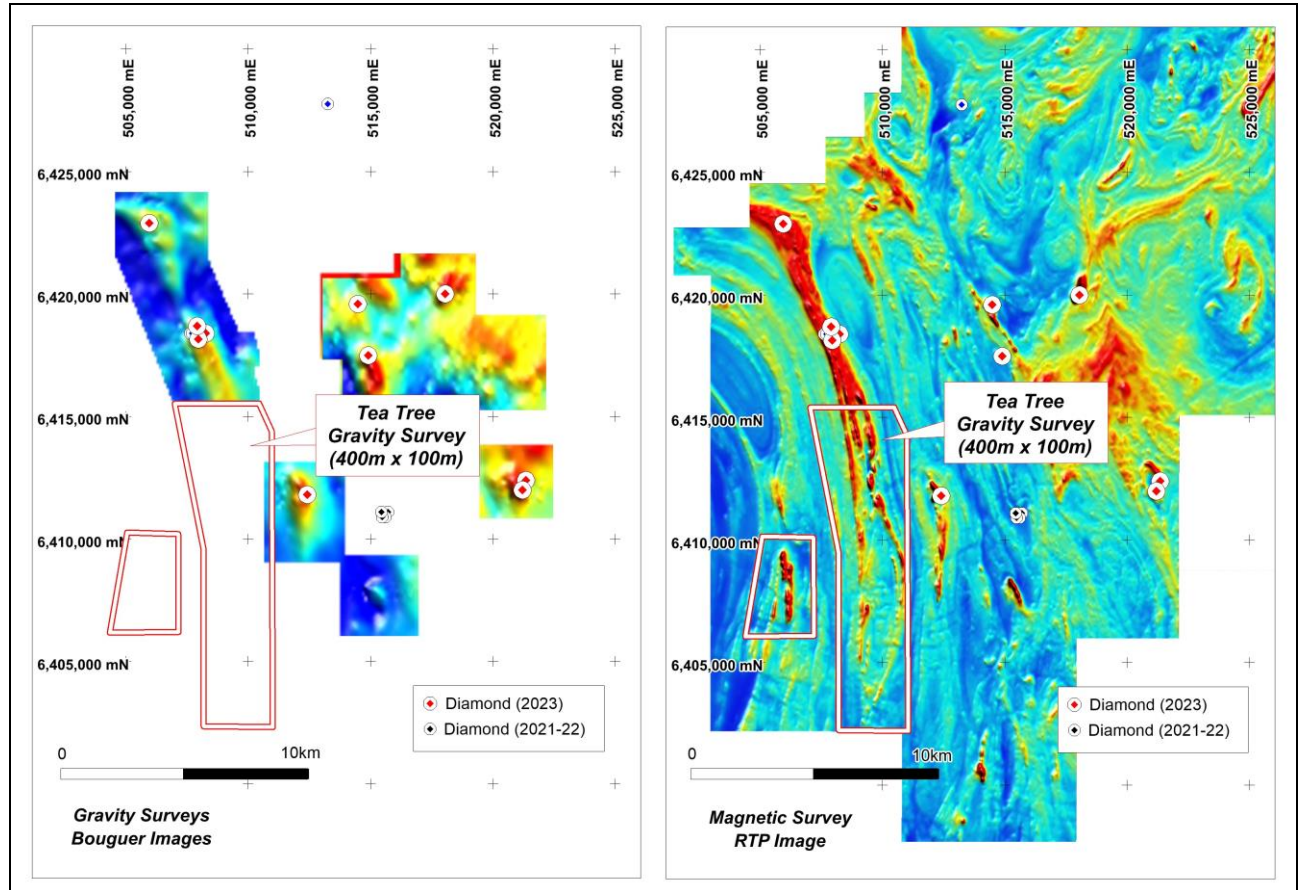 505,000 mE
510,000 mE
515,000 mE
520,000 mE
525,000 mE
6,425,000 mN
6,420,000 mN
6,415,000 mN
6,410,000 mN
6,405,000 mN
Tea Tree
Gravity Survey
(400m x 100m)
Diamond (2023)
Diamond (2021-22)
0
10km
Gravity Surveys
Bouguer Images
505,000 mE
510,000 mE
515,000 mE
520,000 mE
525,000 mE
6,425,000 mN
6,420,000 mN
6,415,000 mN
6,410,000 mN
6,405,000 mN
Tea Tree
Gravity Survey
(400m x 100m)
Diamond (2023)
Diamond (2021-22)
0
10km
Magnetic Survey
RTP Image